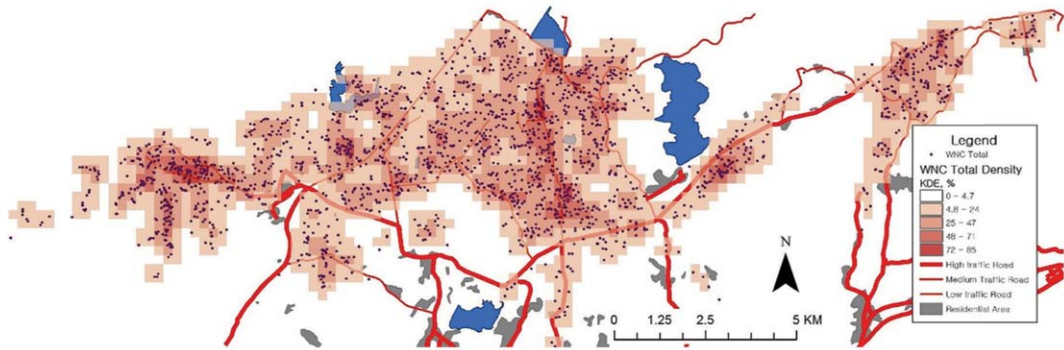 Legend
WNC Total
WNC Total Density
KDE, %
0 – 4.7
4.8 – 24
25 – 47
48 – 71
72 – 85
High traffic Road
Medium Traffic Road
Low traffic Road
Residential Area
N
0 1.25 2.5 5 KM